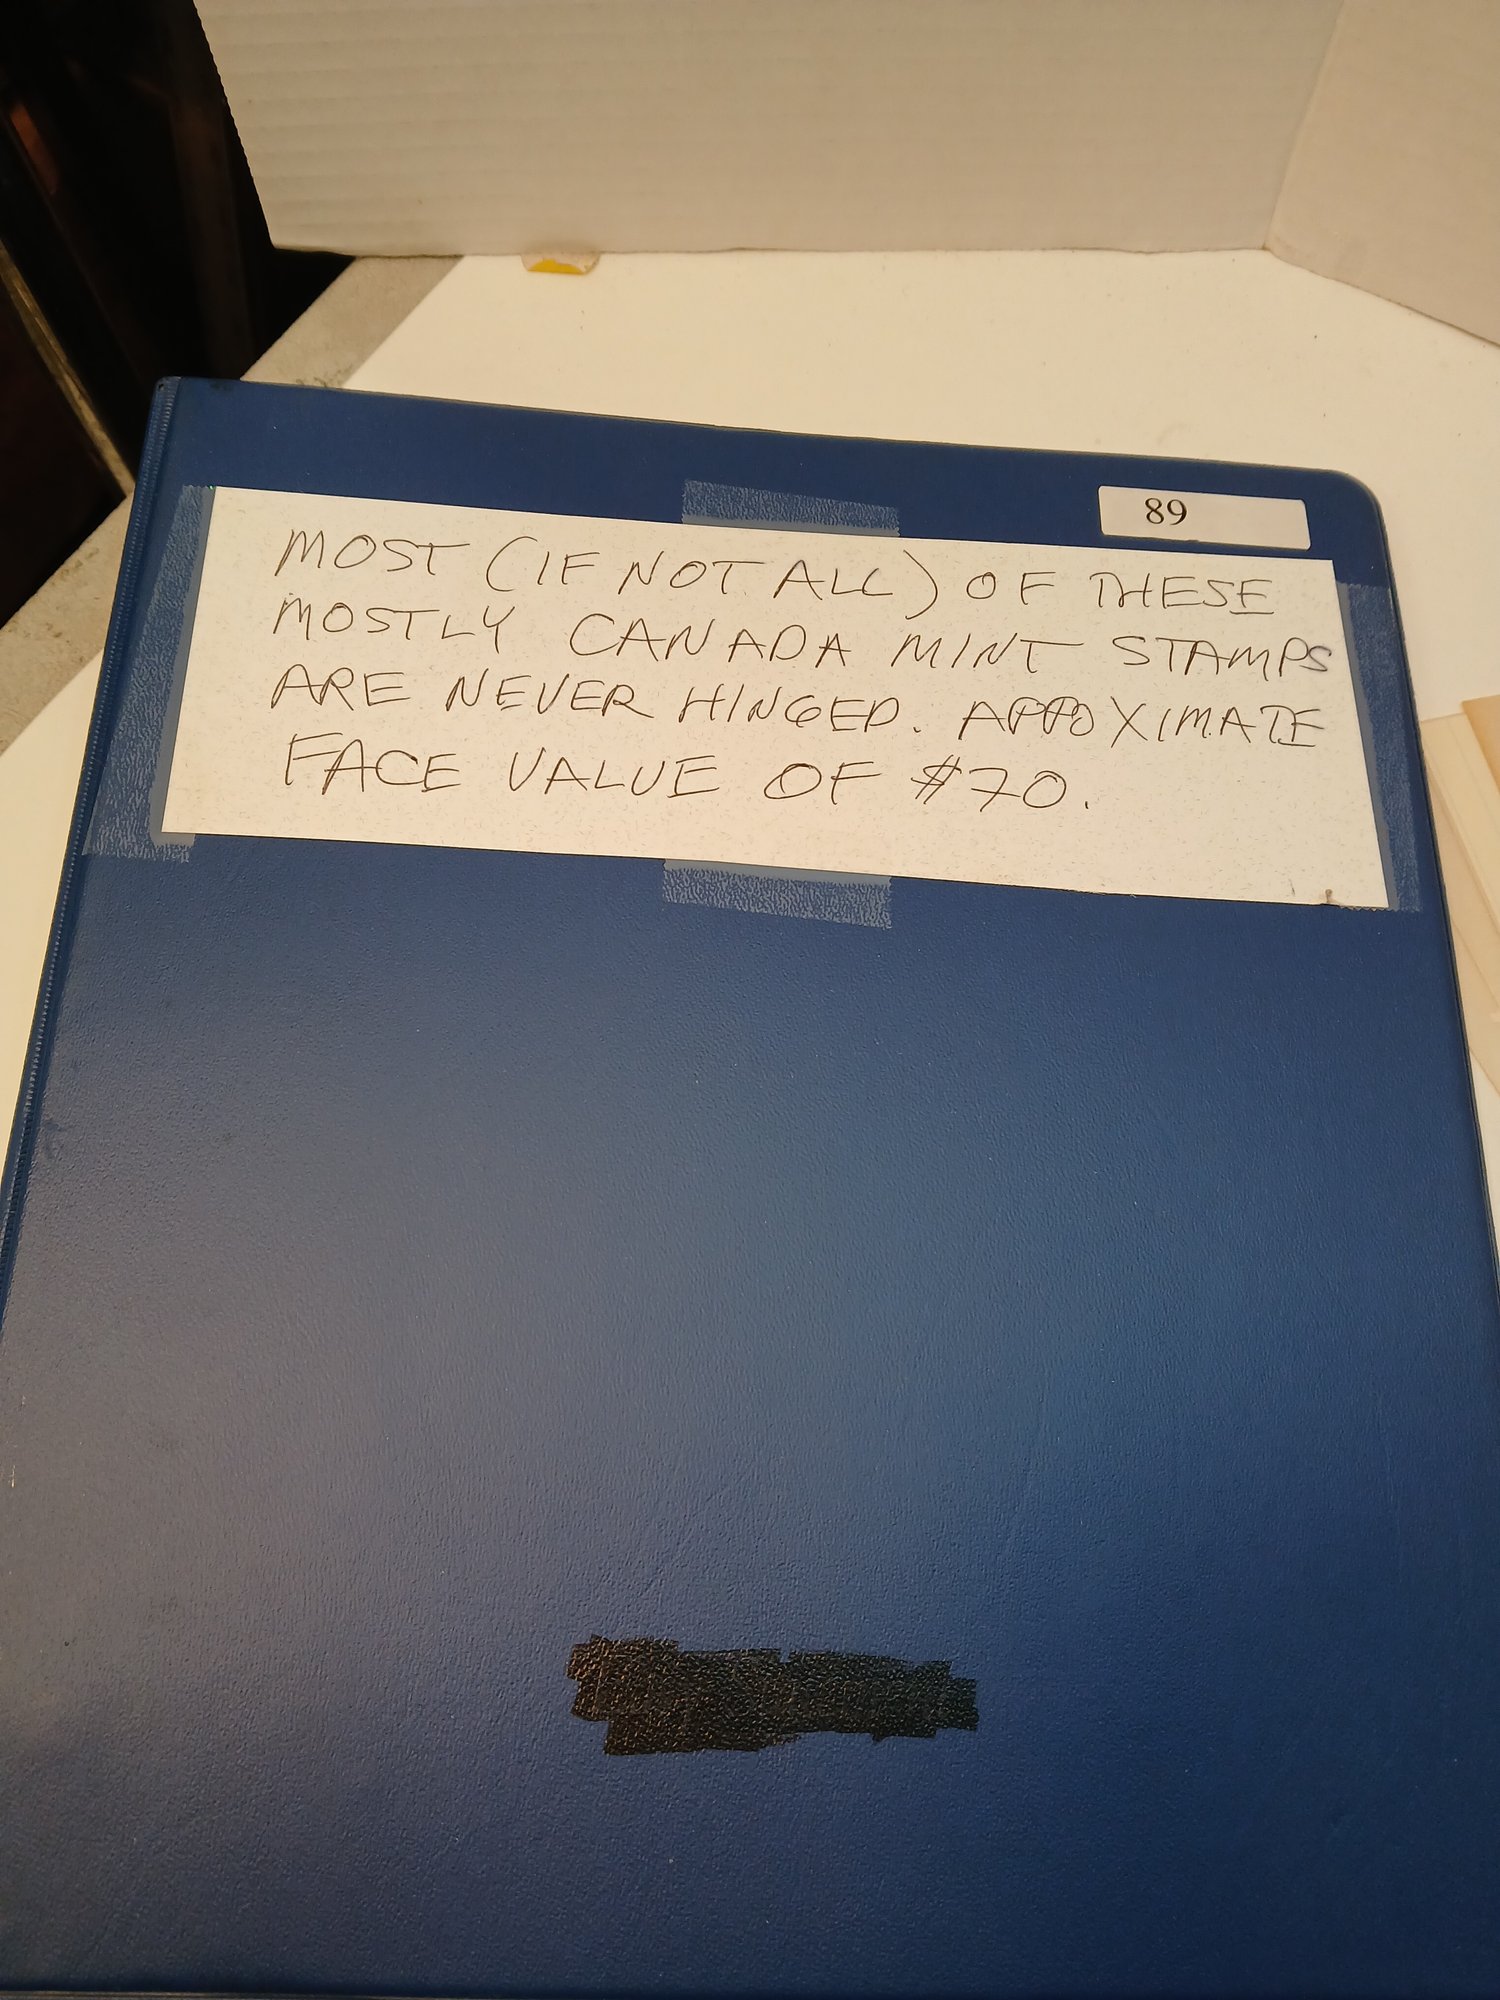 89
MOST (IF NOT ALL) OF THESE
MOSTLY CANADA MINT STAMPS
ARE NEVER HINGED. APPOXIMATE
FACE VALUE OF $70.